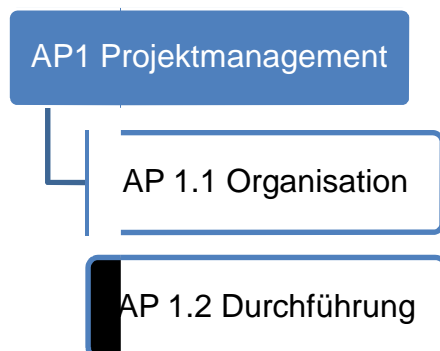 AP1 Projektmanagement
AP 1.1 Organisation
AP 1.2 Durchführung